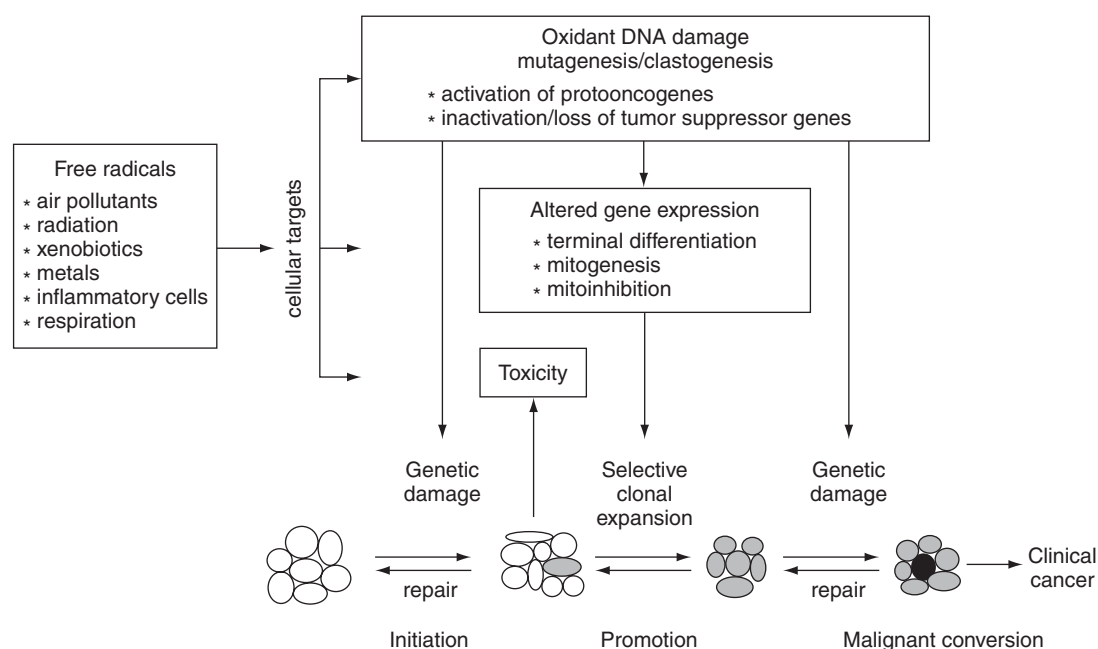 Oxidant DNA damage
mutagenesis/clastogenesis
* activation of protooncogenes
* inactivation/loss of tumor suppressor genes
Free radicals
* air pollutants
* radiation
* xenobiotics
* metals
* inflammatory cells
* respiration
cellular targets
Altered gene expression
* terminal differentiation
* mitogenesis
* mitoinhibition
Toxicity
Genetic
damage
Selective
clonal
expansion
Genetic
damage
repair
repair
Clinical
cancer
Initiation
Promotion
Malignant conversion